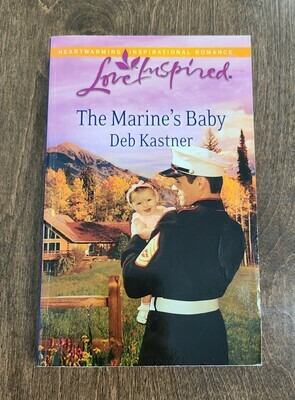 HEARTWARMING INSPIRATIONAL ROMANCE
Love Inspired®
The Marine's Baby
Deb Kastner